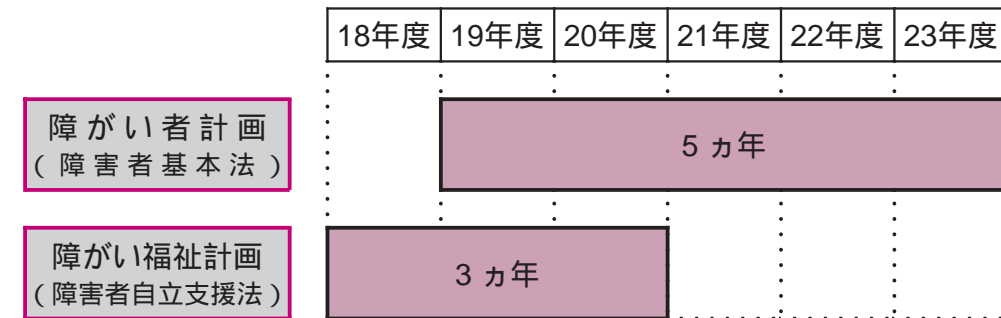 18年度 19年度 20年度 21年度 22年度 23年度
障がい者計画
(障害者基本法)
5ヵ年
障がい福祉計画
(障害者自立支援法)
3ヵ年